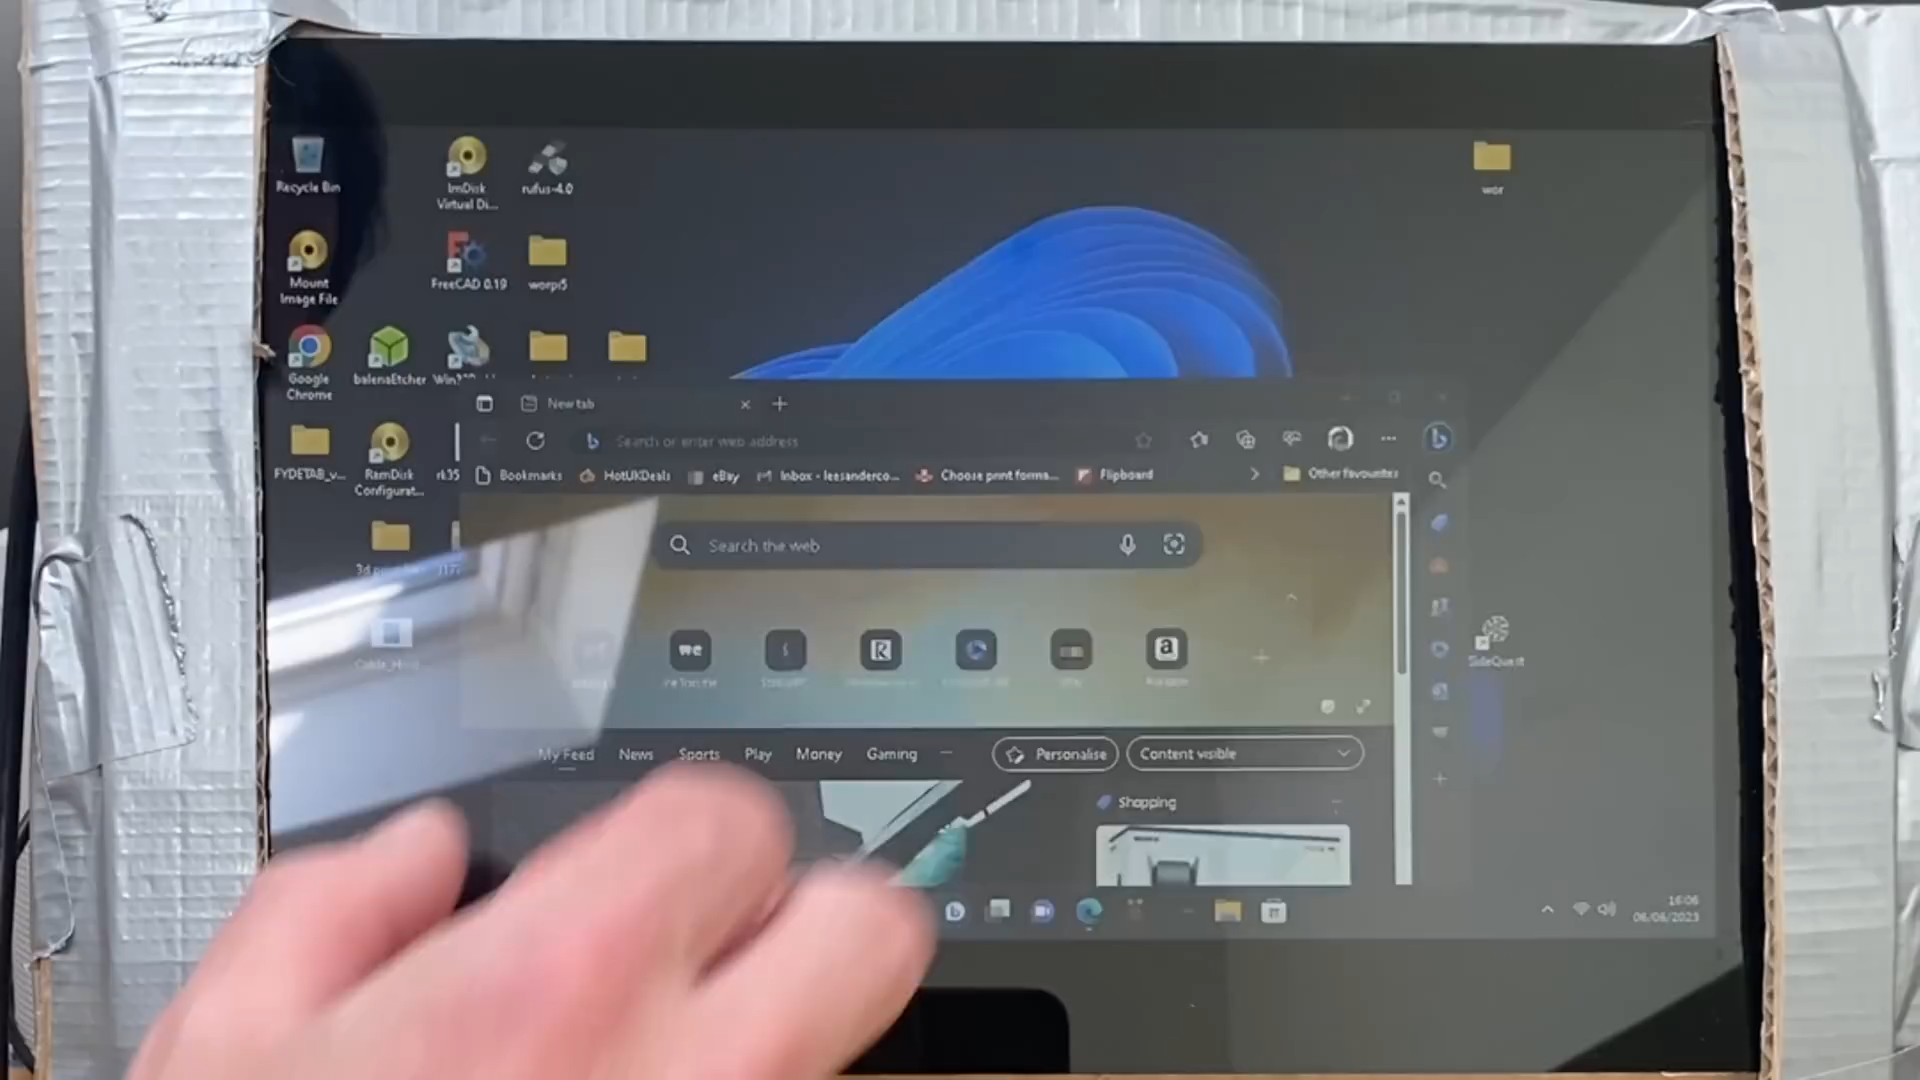 Recycle Bin
ImDisk
Virtual Di...
rufus-4.0
wor
Mount
Image File
FreeCAD 0.19
worpi5
Google
Chrome
balenaEtcher
New tab
Search or enter web address
FYDETAB_v...
RamDisk
Configurat...
rk35
Bookmarks
HotUKDeals
eBay
Inbox - leesanderco...
Choose print forma...
Flipboard
Other favourites
Search the web
we
a
SideQuest
My Feed
News
Sports
Play
Money
Gaming
Personalise
Content visible
Shopping
16:06
06/06/2023